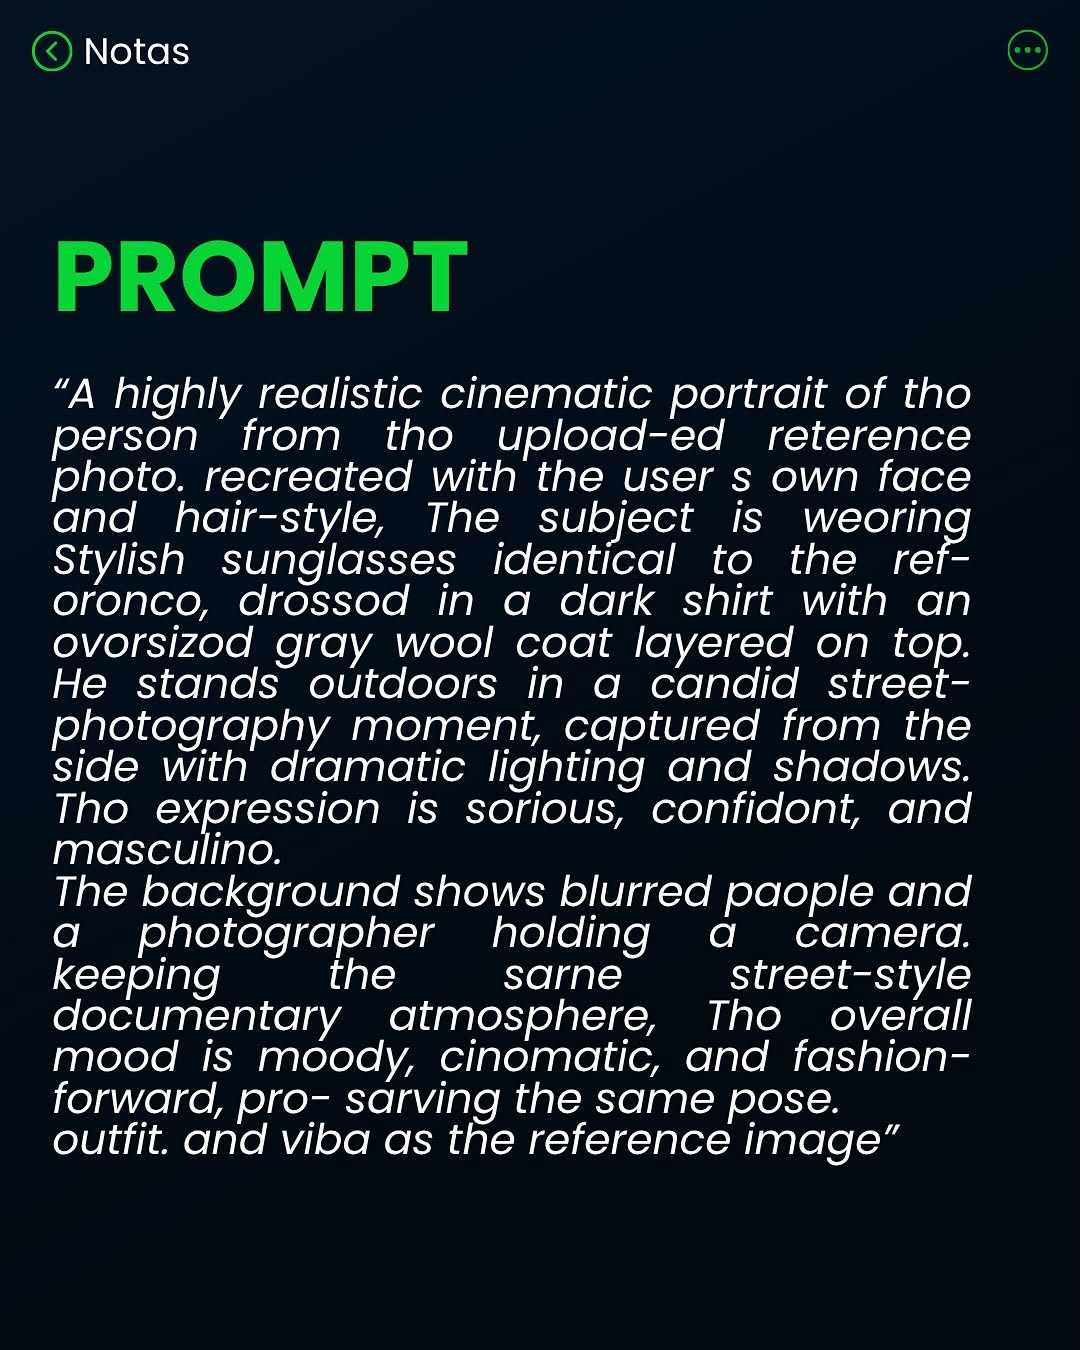 Notas
PROMPT
“A highly realistic cinematic portrait of tho
person from tho upload-ed reterence
photo. recreated with the user s own face
and hair-style, The subject is weoring
Stylish sunglasses identical to the ref-
oronco, drossod in a dark shirt with an
ovorsizod gray wool coat layered on top.
He stands outdoors in a candid street-
photography moment, captured from the
side with dramatic lighting and shadows.
Tho expression is sorious, confidont, and
masculino.
The background shows blurred paople and
a photographer holding a camera.
keeping the sarne street-style
documentary atmosphere, Tho overall
mood is moody, cinomatic, and fashion-
forward, pro- sarving the same pose.
outfit. and viba as the reference image”